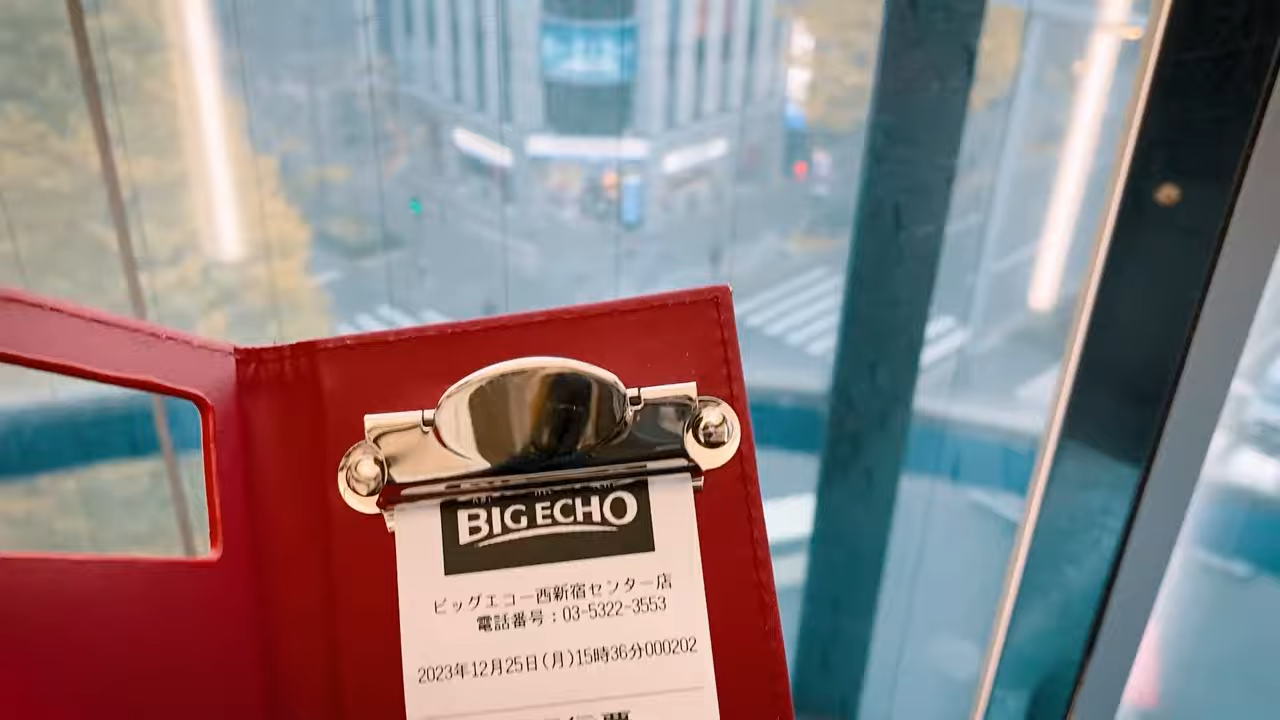 BIG ECHO
ビッグエコー西新宿センター店
電話番号：03-5322-3553
2023年12月25日(月)15時36分000202